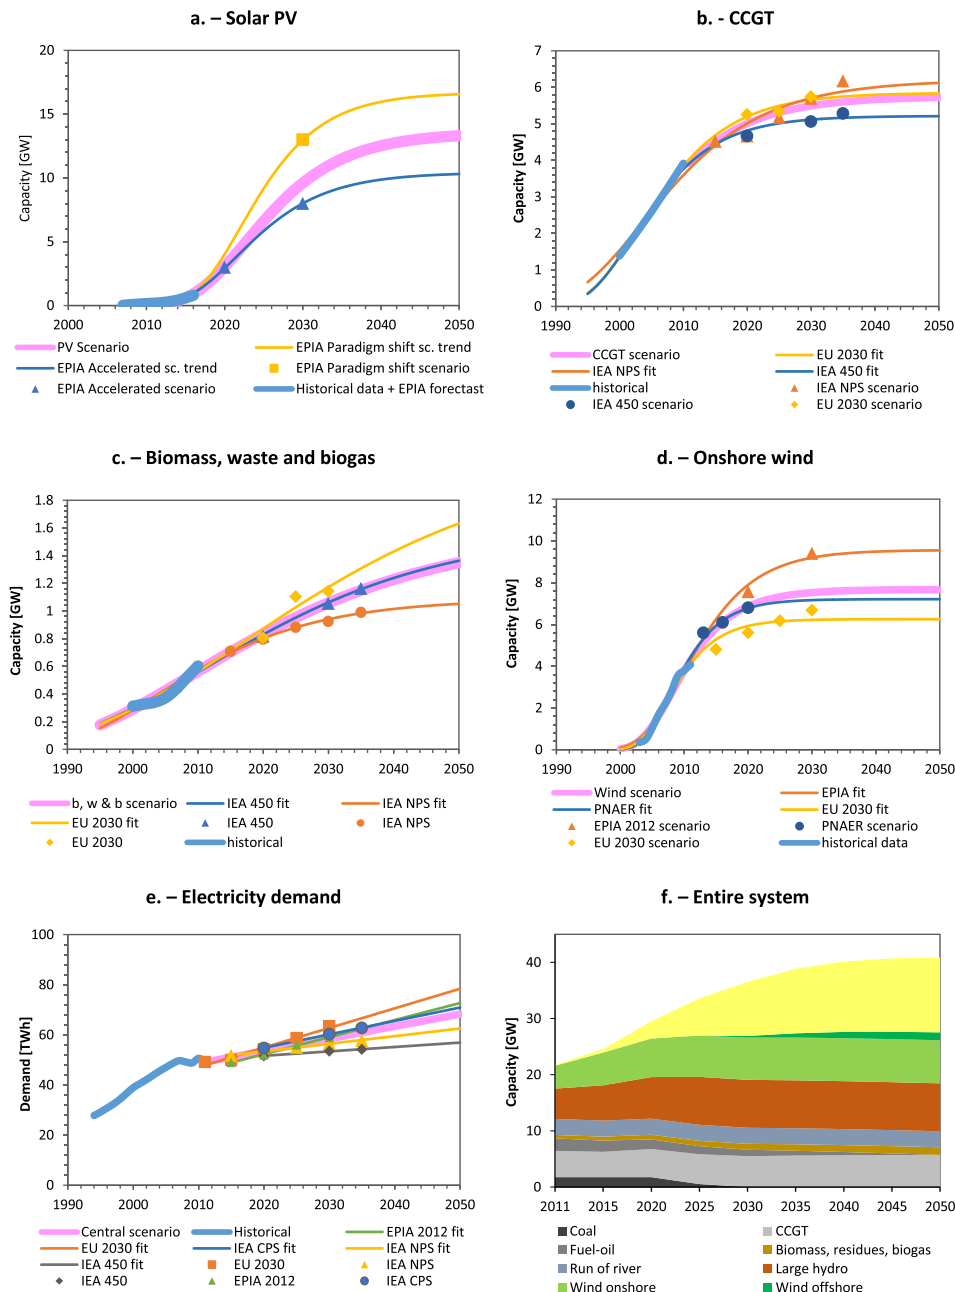 a. – Solar PV
20
15
10
5
0
2000 2010 2020 2030 2040 2050
Capacity [GW]
PV Scenario
EPIA Paradigm shift sc. trend
EPIA Accelerated sc. trend
EPIA Paradigm shift scenario
EPIA Accelerated scenario
Historical data + EPIA forectast
b. - CCGT
7
6
5
4
3
2
1
0
1990 2000 2010 2020 2030 2040 2050
Capacity [GW]
CCGT scenario
EU 2030 fit
IEA NPS fit
IEA 450 fit
historical
IEA NPS scenario
IEA 450 scenario
EU 2030 scenario
c. – Biomass, waste and biogas
1.8
1.6
1.4
1.2
1
0.8
0.6
0.4
0.2
0
1990 2000 2010 2020 2030 2040 2050
Capacity [GW]
b, w & b scenario
IEA 450 fit
IEA NPS fit
EU 2030 fit
IEA 450
IEA NPS
EU 2030
historical
d. – Onshore wind
12
10
8
6
4
2
0
1990 2000 2010 2020 2030 2040 2050
Capacity [GW]
Wind scenario
EPIA fit
PNAER fit
EU 2030 fit
EPIA 2012 scenario
PNAER scenario
EU 2030 scenario
historical data
e. – Electricity demand
100
80
60
40
20
0
1990 2000 2010 2020 2030 2040 2050
Demand [TWh]
Central scenario
Historical
EPIA 2012 fit
EU 2030 fit
IEA CPS fit
IEA NPS fit
IEA 450 fit
EU 2030
IEA NPS
IEA 450
EPIA 2012
IEA CPS
f. – Entire system
40
30
20
10
0
2011 2015 2020 2025 2030 2035 2040 2045 2050
Capacity [GW]
Coal
CCGT
Fuel-oil
Biomass, residues, biogas
Run of river
Large hydro
Wind onshore
Wind offshore